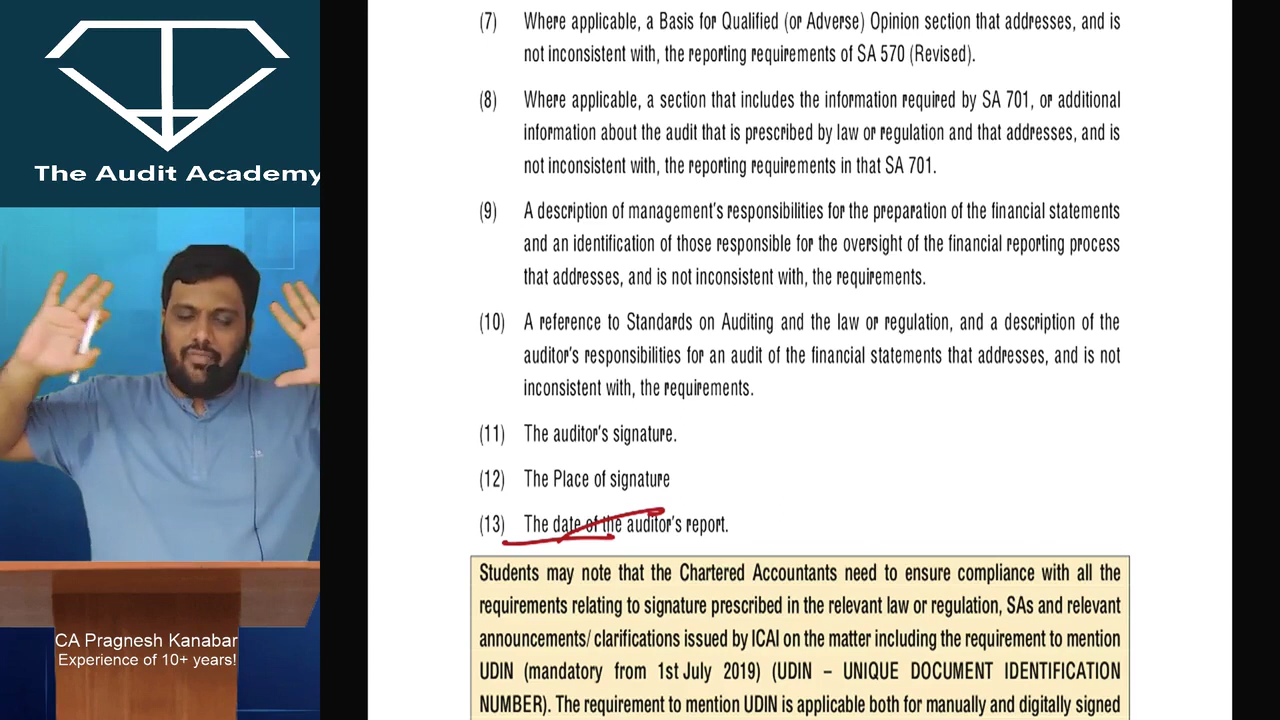 The Audit Academy
CA Pragnesh Kanabar
Experience of 10+ years!
(7) Where applicable, a Basis for Qualified (or Adverse) Opinion section that addresses, and is
not inconsistent with, the reporting requirements of SA 570 (Revised).
(8) Where applicable, a section that includes the information required by SA 701, or additional
information about the audit that is prescribed by law or regulation and that addresses, and is
not inconsistent with, the reporting requirements in that SA 701.
(9) A description of management's responsibilities for the preparation of the financial statements
and an identification of those responsible for the oversight of the financial reporting process
that addresses, and is not inconsistent with, the requirements.
(10) A reference to Standards on Auditing and the law or regulation, and a description of the
auditor's responsibilities for an audit of the financial statements that addresses, and is not
inconsistent with, the requirements.
(11) The auditor's signature.
(12) The Place of signature
(13) The date of the auditor's report.
Students may note that the Chartered Accountants need to ensure compliance with all the
requirements relating to signature prescribed in the relevant law or regulation, SAs and relevant
announcements/ clarifications issued by ICAI on the matter including the requirement to mention
UDIN (mandatory from 1st July 2019) (UDIN – UNIQUE DOCUMENT IDENTIFICATION
NUMBER). The requirement to mention UDIN is applicable both for manually and digitally signed